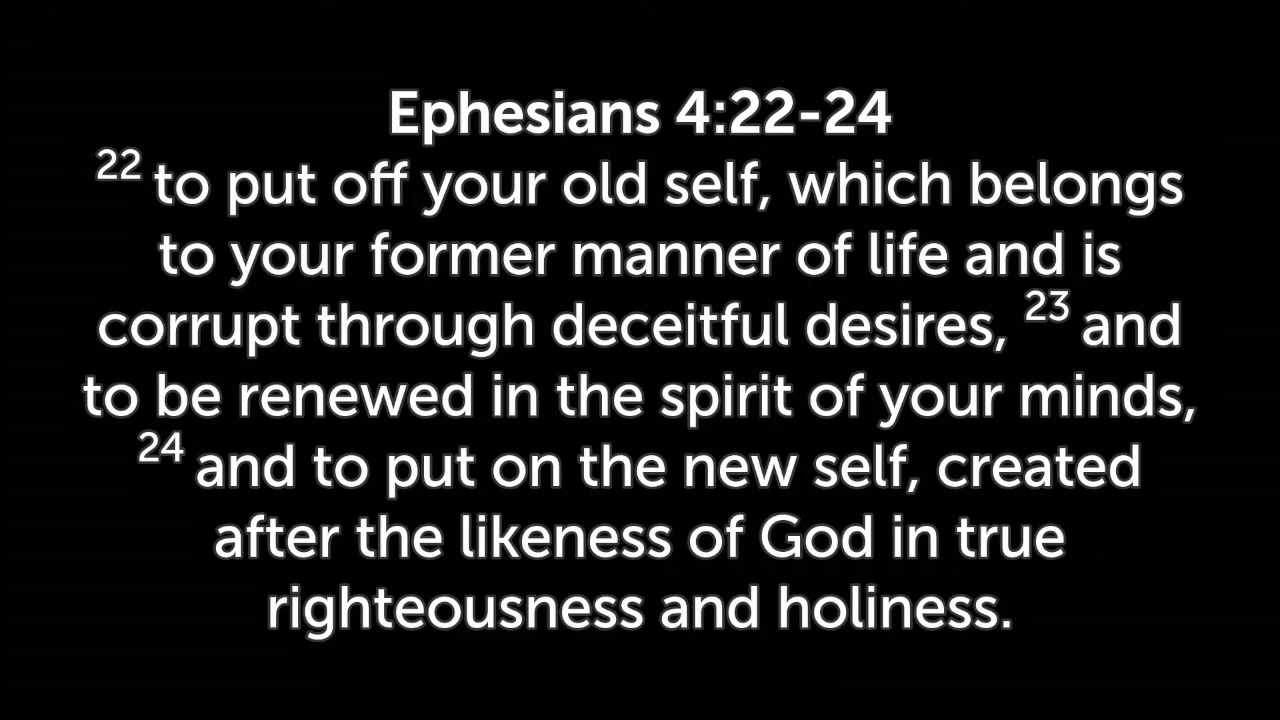 Ephesians 4:22-24
22 to put off your old self, which belongs
to your former manner of life and is
corrupt through deceitful desires, 23 and
to be renewed in the spirit of your minds,
24 and to put on the new self, created
after the likeness of God in true
righteousness and holiness.